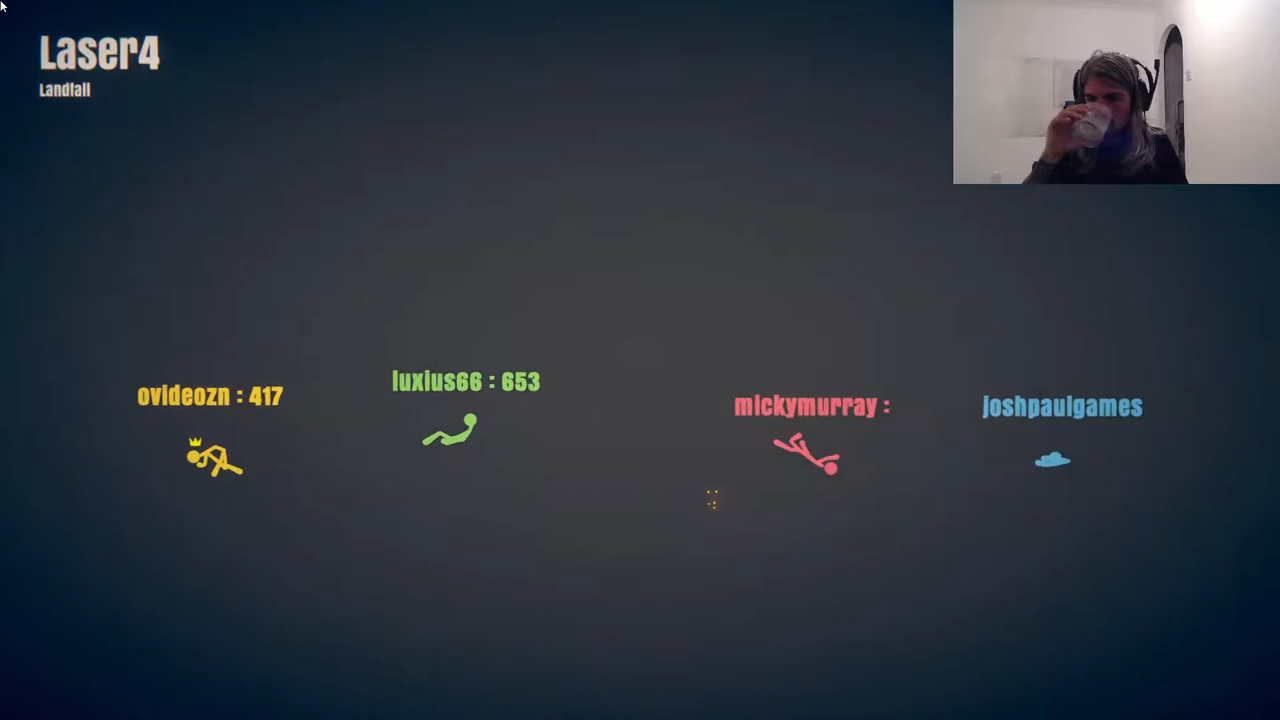 Laser4
Landfall
ovideozn : 417
luxius66 : 653
mickymurray :
joshpaulgames